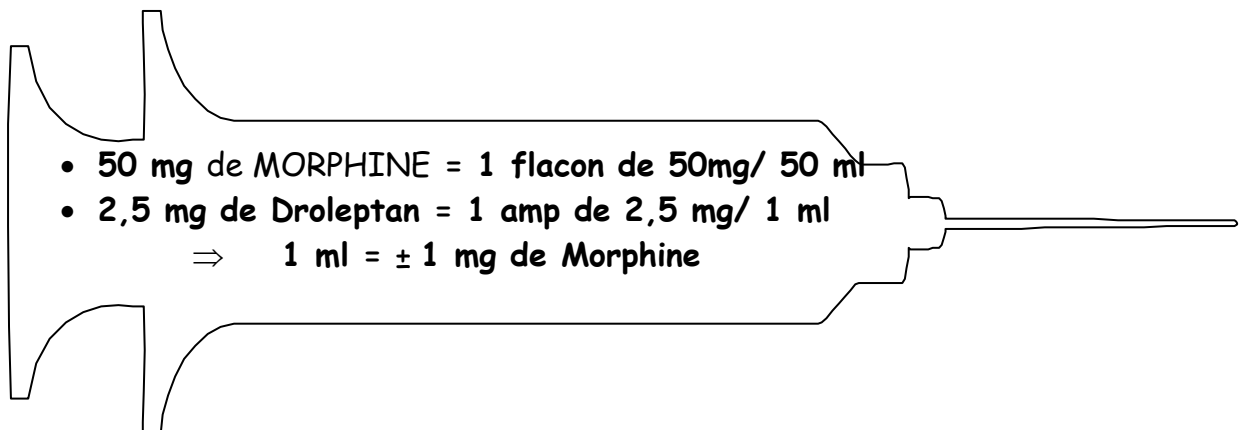 • 50 mg de MORPHINE = 1 flacon de 50mg/ 50 ml
• 2,5 mg de Droleptan = 1 amp de 2,5 mg/ 1 ml
⇒ 1 ml = ± 1 mg de Morphine